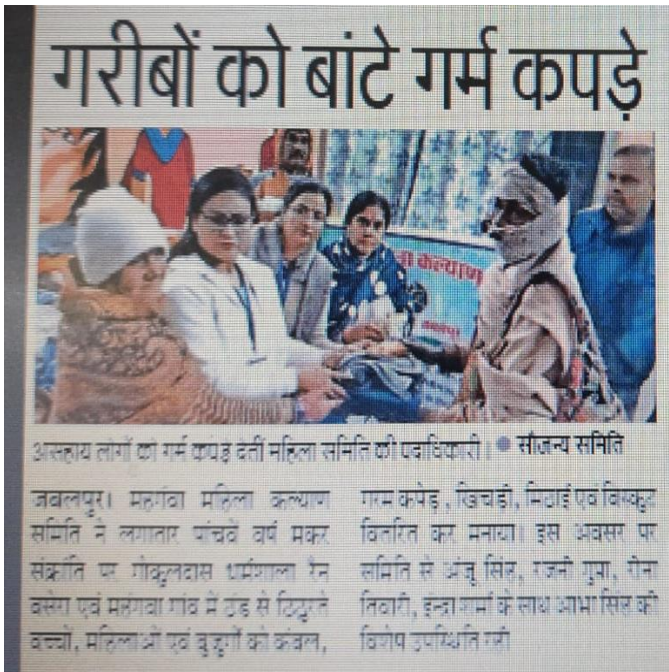 गरीबों को बांटे गर्म कपड़े
कल्याण
असहाय लोगों को गर्म कपड़े देतीं महिला समिति की पदाधिकारी। ● सौजन्य समिति
जबलपुर। महगंवा महिला कल्याण
समिति ने लगातार पांचवें वर्ष मकर
संक्रांति पर गोकुलदास धर्मशाला रैन
बसेरा एवं महगंवा गांव में ठंड से ठिठुरते
बच्चों, महिलाओं एवं बुजुर्गों को कंबल,
गरम कपड़े, खिचड़ी, मिठाई एवं बिस्कुट
वितरित कर मनाया। इस अवसर पर
समिति से अंजू सिंह, रजनी गुप्ता, रीना
तिवारी, इन्द्रा शर्मा के साथ आभा सिंह की
विशेष उपस्थिति रही